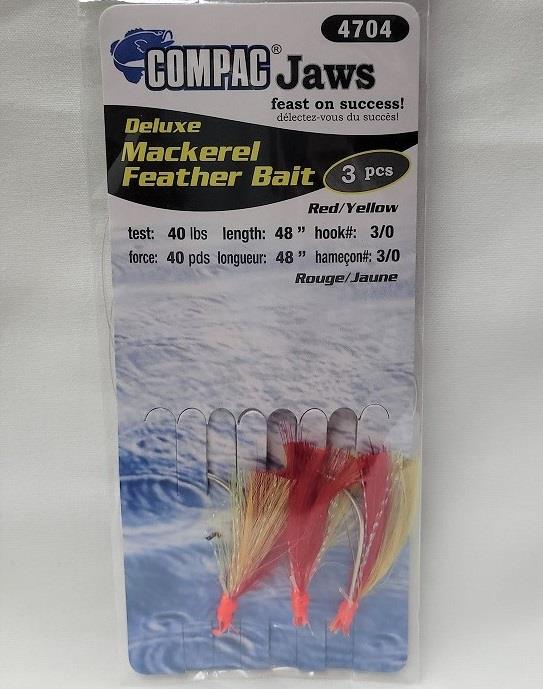 4704
COMPAC® Jaws
feast on success!
délectez-vous du succès!
Deluxe
Mackerel
Feather Bait
3 pcs
Red/Yellow
test: 40 lbs length: 48" hook#: 3/0
force: 40 pds longueur: 48" hameçon#: 3/0
Rouge/Jaune